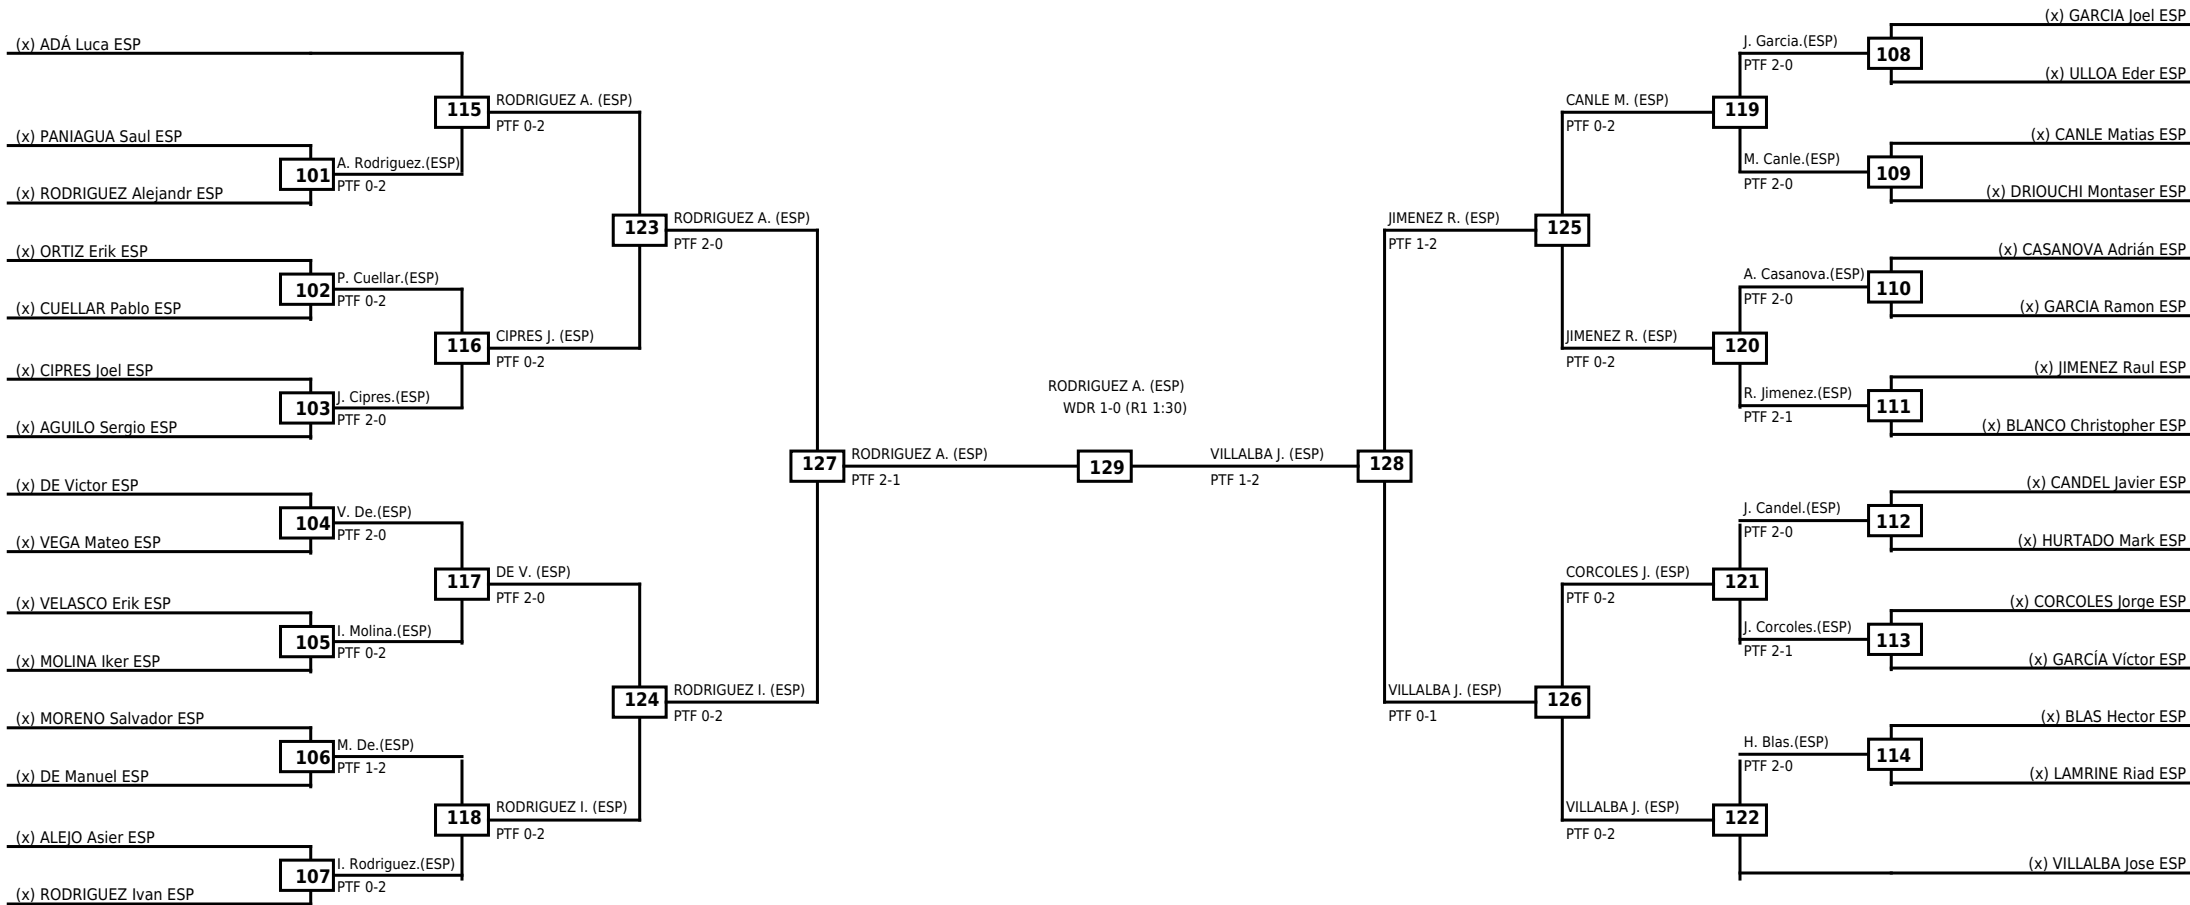 (x) ADÁ Luca ESP
(x) PANIAGUA Saul ESP
(x) RODRIGUEZ Alejandr ESP
(x) ORTIZ Erik ESP
(x) CUELLAR Pablo ESP
(x) CIPRES Joel ESP
(x) AGUILO Sergio ESP
(x) DE Victor ESP
(x) VEGA Mateo ESP
(x) VELASCO Erik ESP
(x) MOLINA Iker ESP
(x) MORENO Salvador ESP
(x) DE Manuel ESP
(x) ALEJO Asier ESP
(x) RODRIGUEZ Ivan ESP
101
A. Rodriguez.(ESP)
PTF 0-2
102
P. Cuellar.(ESP)
PTF 0-2
103
J. Cipres.(ESP)
PTF 2-0
104
V. De.(ESP)
PTF 2-0
105
I. Molina.(ESP)
PTF 0-2
106
M. De.(ESP)
PTF 1-2
107
I. Rodriguez.(ESP)
PTF 0-2
115
RODRIGUEZ A. (ESP)
PTF 0-2
116
CIPRES J. (ESP)
PTF 0-2
117
DE V. (ESP)
PTF 2-0
118
RODRIGUEZ I. (ESP)
PTF 0-2
123
RODRIGUEZ A. (ESP)
PTF 2-0
124
RODRIGUEZ I. (ESP)
PTF 0-2
127
RODRIGUEZ A. (ESP)
PTF 2-1
RODRIGUEZ A. (ESP)
WDR 1-0 (R1 1:30)
129
VILLALBA J. (ESP)
PTF 1-2
128
JIMENEZ R. (ESP)
PTF 1-2
125
VILLALBA J. (ESP)
PTF 0-1
126
CANLE M. (ESP)
PTF 0-2
119
JIMENEZ R. (ESP)
PTF 0-2
120
CORCOLES J. (ESP)
PTF 0-2
121
VILLALBA J. (ESP)
PTF 0-2
122
J. Garcia.(ESP)
PTF 2-0
108
M. Canle.(ESP)
PTF 2-0
109
A. Casanova.(ESP)
PTF 2-0
110
R. Jimenez.(ESP)
PTF 2-1
111
J. Candel.(ESP)
PTF 2-0
112
J. Corcoles.(ESP)
PTF 2-1
113
H. Blas.(ESP)
PTF 2-0
114
(x) GARCIA Joel ESP
(x) ULLOA Eder ESP
(x) CANLE Matias ESP
(x) DRIOUCHI Montaser ESP
(x) CASANOVA Adrián ESP
(x) GARCIA Ramon ESP
(x) JIMENEZ Raul ESP
(x) BLANCO Christopher ESP
(x) CANDEL Javier ESP
(x) HURTADO Mark ESP
(x) CORCOLES Jorge ESP
(x) GARCÍA Víctor ESP
(x) BLAS Hector ESP
(x) LAMRINE Riad ESP
(x) VILLALBA Jose ESP